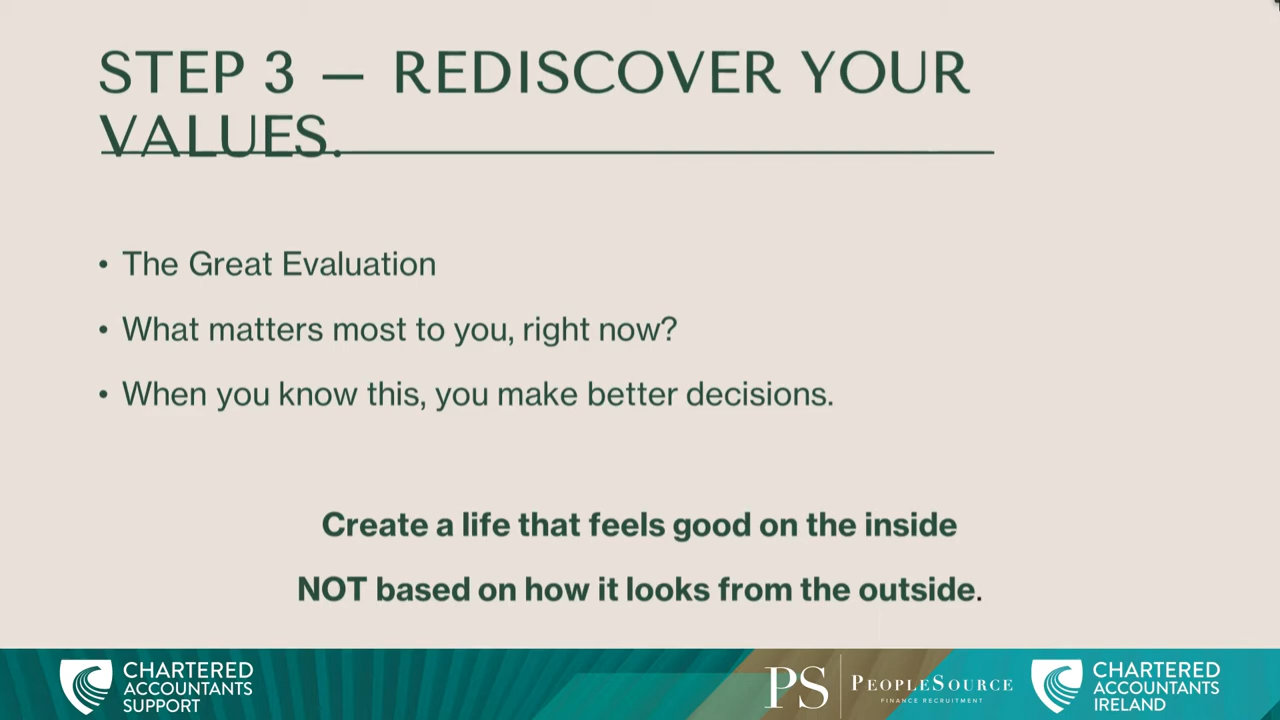 STEP 3 – REDISCOVER YOUR
VALUES.
• The Great Evaluation
• What matters most to you, right now?
• When you know this, you make better decisions.
Create a life that feels good on the inside
NOT based on how it looks from the outside.
CHARTERED
ACCOUNTANTS
SUPPORT
PS
PEOPLESOURCE
FINANCE RECRUITMENT
CHARTERED
ACCOUNTANTS
IRELAND